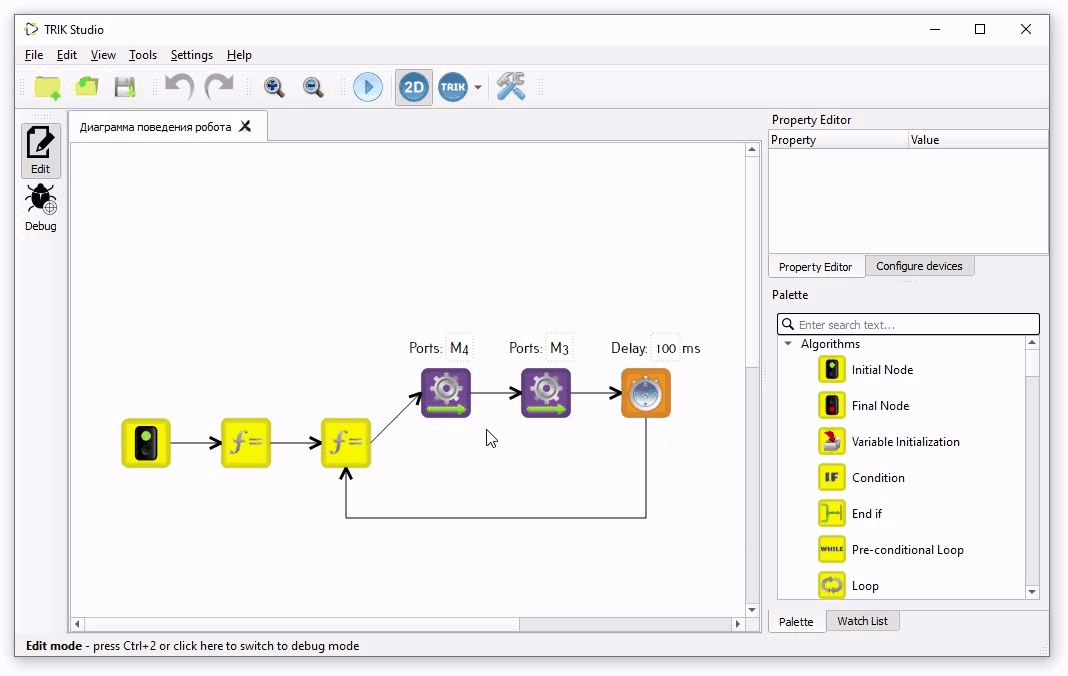 TRIK Studio
File Edit View Tools Settings Help
2D TRIK
Диаграмма поведения робота
Edit
Debug
Ports: M4 Ports: M3 Delay: 100 ms
f= f=
Property Editor
Property Value
Property Editor Configure devices
Palette
Enter search text...
Algorithms
Initial Node
Final Node
Variable Initialization
IF Condition
End if
WHILE Pre-conditional Loop
Loop
Palette Watch List
Edit mode - press Ctrl+2 or click here to switch to debug mode